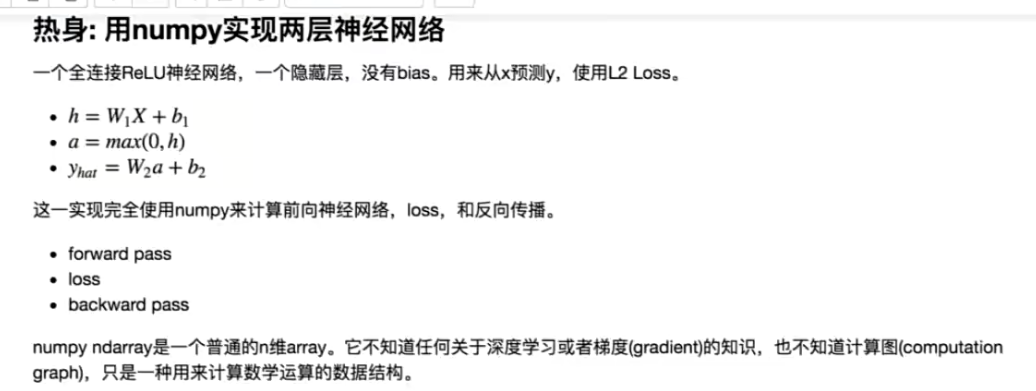 热身: 用numpy实现两层神经网络
一个全连接ReLU神经网络，一个隐藏层，没有bias。用来从x预测y，使用L2 Loss。
• h = W₁X + b₁
• a = max(0, h)
• y_hat = W₂a + b₂
这一实现完全使用numpy来计算前向神经网络，loss，和反向传播。
• forward pass
• loss
• backward pass
numpy ndarray是一个普通的n维array。它不知道任何关于深度学习或者梯度(gradient)的知识，也不知道计算图(computation
graph)，只是一种用来计算数学运算的数据结构。